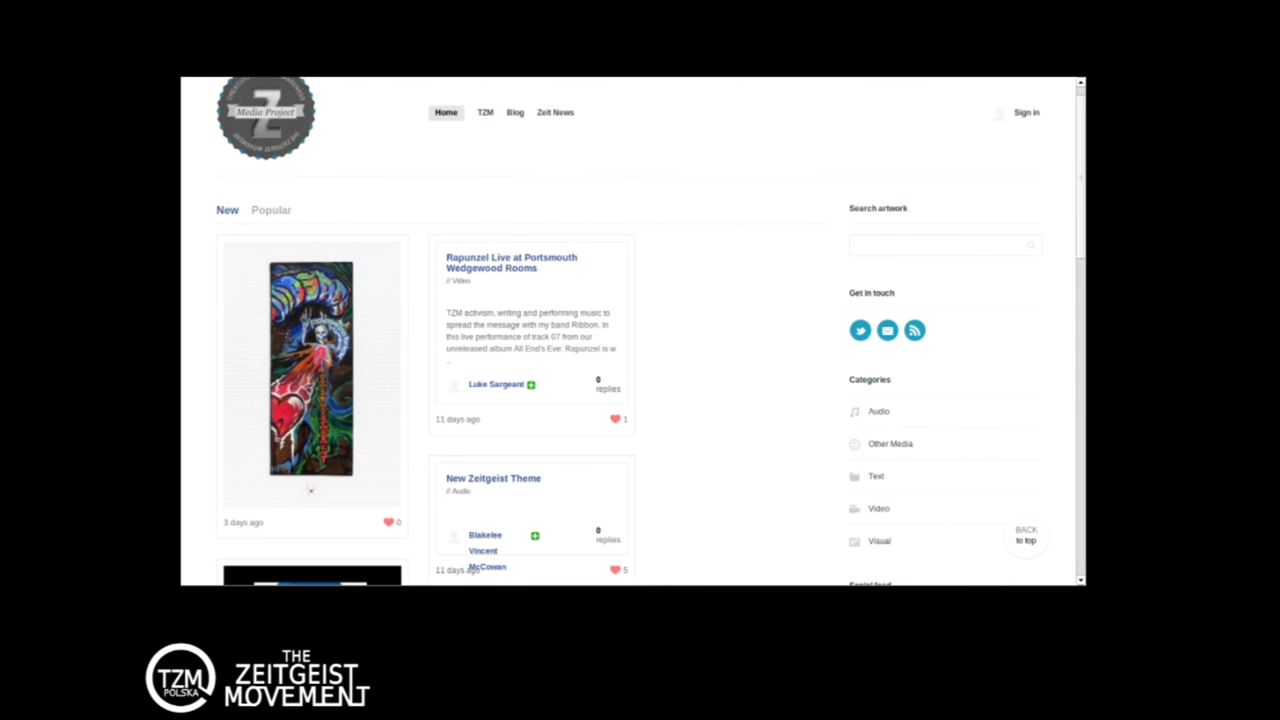 Media Project
THE ZEITGEIST MOVEMENT
Home
TZM
Blog
Zeit News
Sign in
New
Popular
3 days ago
0
Rapunzel Live at Portsmouth
Wedgewood Rooms
// Video
TZM activism, writing and performing music to
spread the message with my band Ribbon. In
this live performance of track 07 from our
unreleased album All End's Eve: Rapunzel is w
..
Luke Sargeant
0
replies
11 days ago
1
New Zeitgeist Theme
// Audio
Blakelee
Vincent
McCowan
0
replies
11 days ago
5
Search artwork
Get in touch
Categories
Audio
Other Media
Text
Video
Visual
BACK
to top
TZM
POLSKA
THE
ZEITGEIST
MOVEMENT